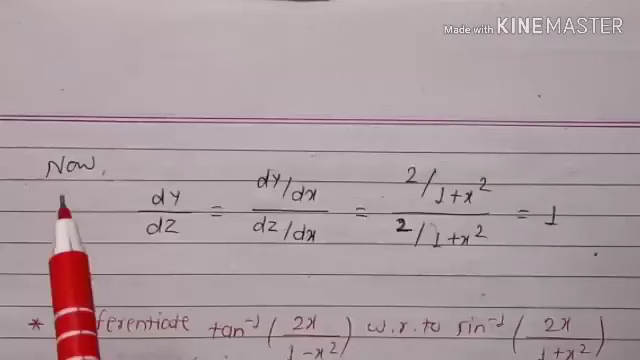 Made with KINEMASTER
Now,
dy/dz = (dy/dx)/(dz/dx) = (2/1+x²)/(2/1+x²) = 1
* ferentiate tan⁻¹(2x/1-x²) w.r.to sin⁻¹(2x/1+x²)